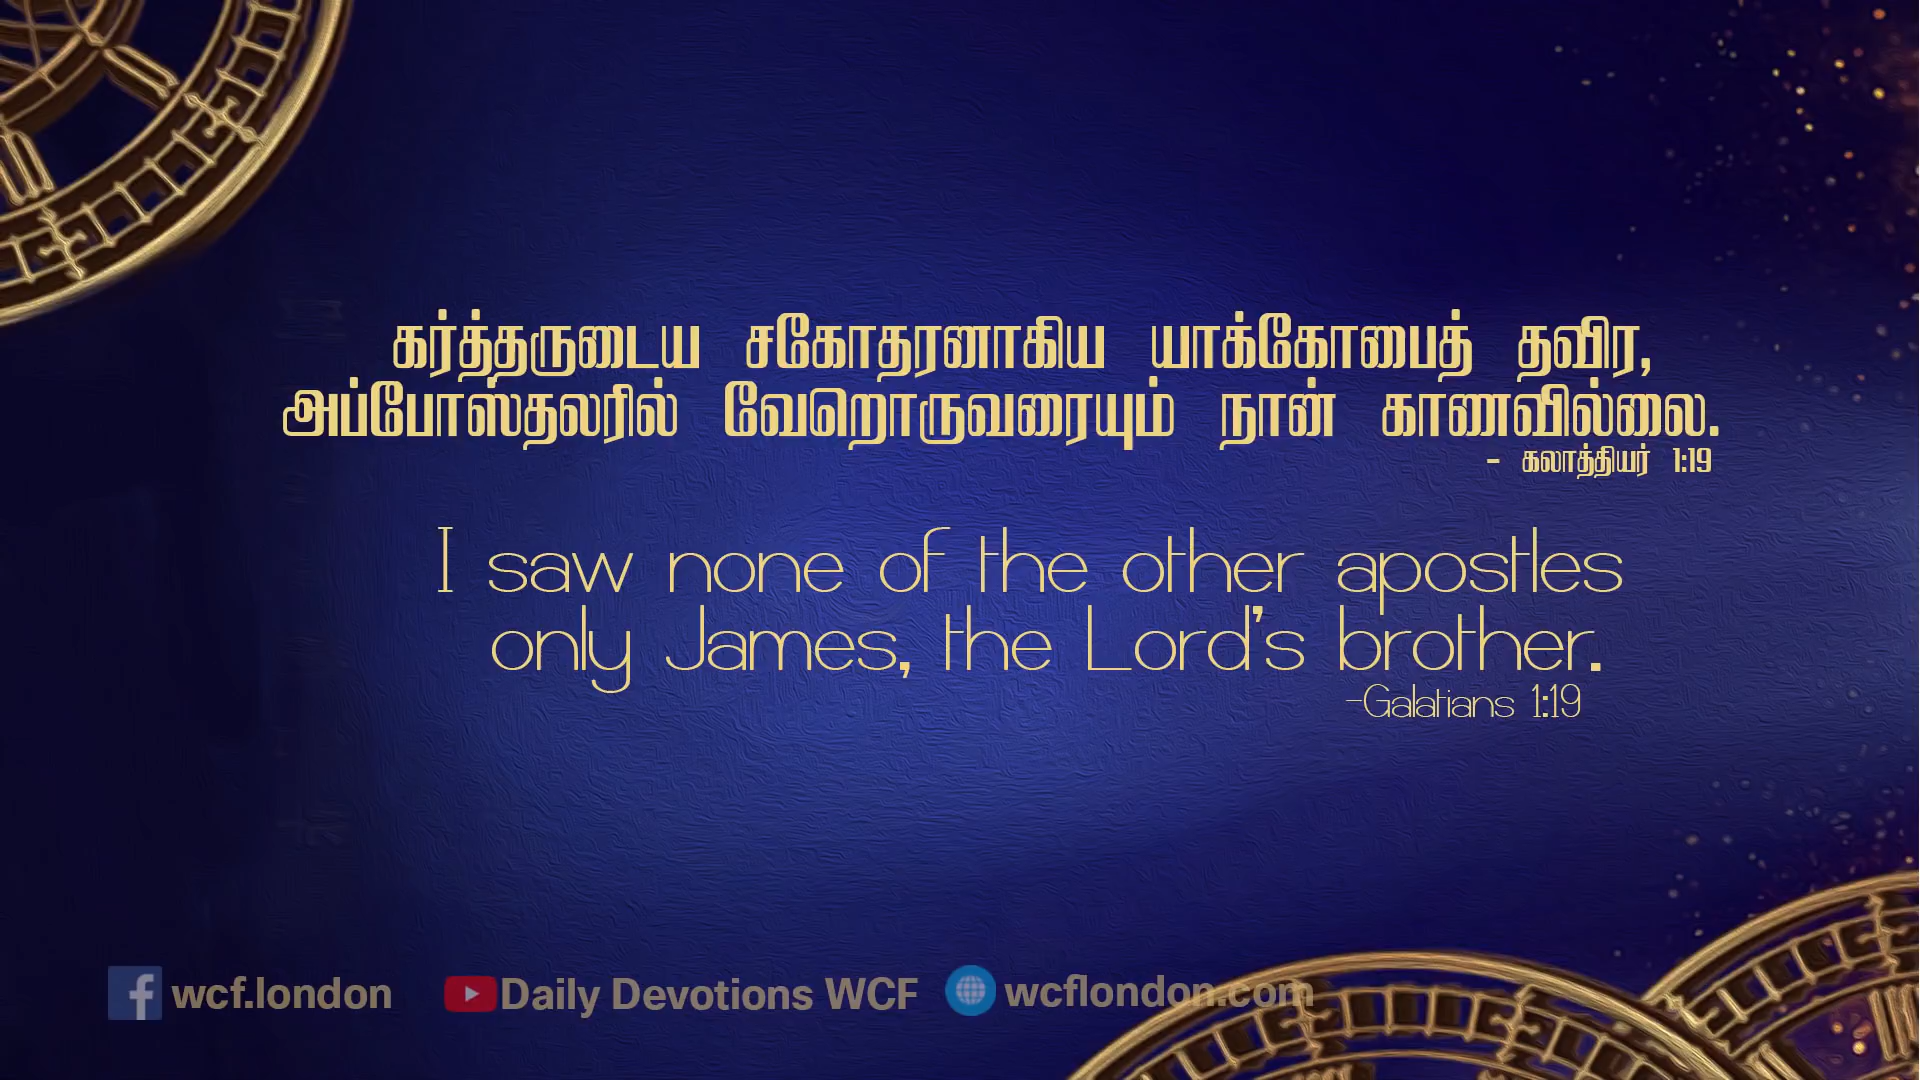 கர்த்தருடைய சகோதரனாகிய யாக்கோபைத் தவிர,
அப்போஸ்தலரில் வேறொருவரையும் நான் காணவில்லை.
- கலாத்தியர் 1:19
I saw none of the other apostles
only James, the Lord's brother.
-Galatians 1:19
wcf.london Daily Devotions WCF wcflondon.com